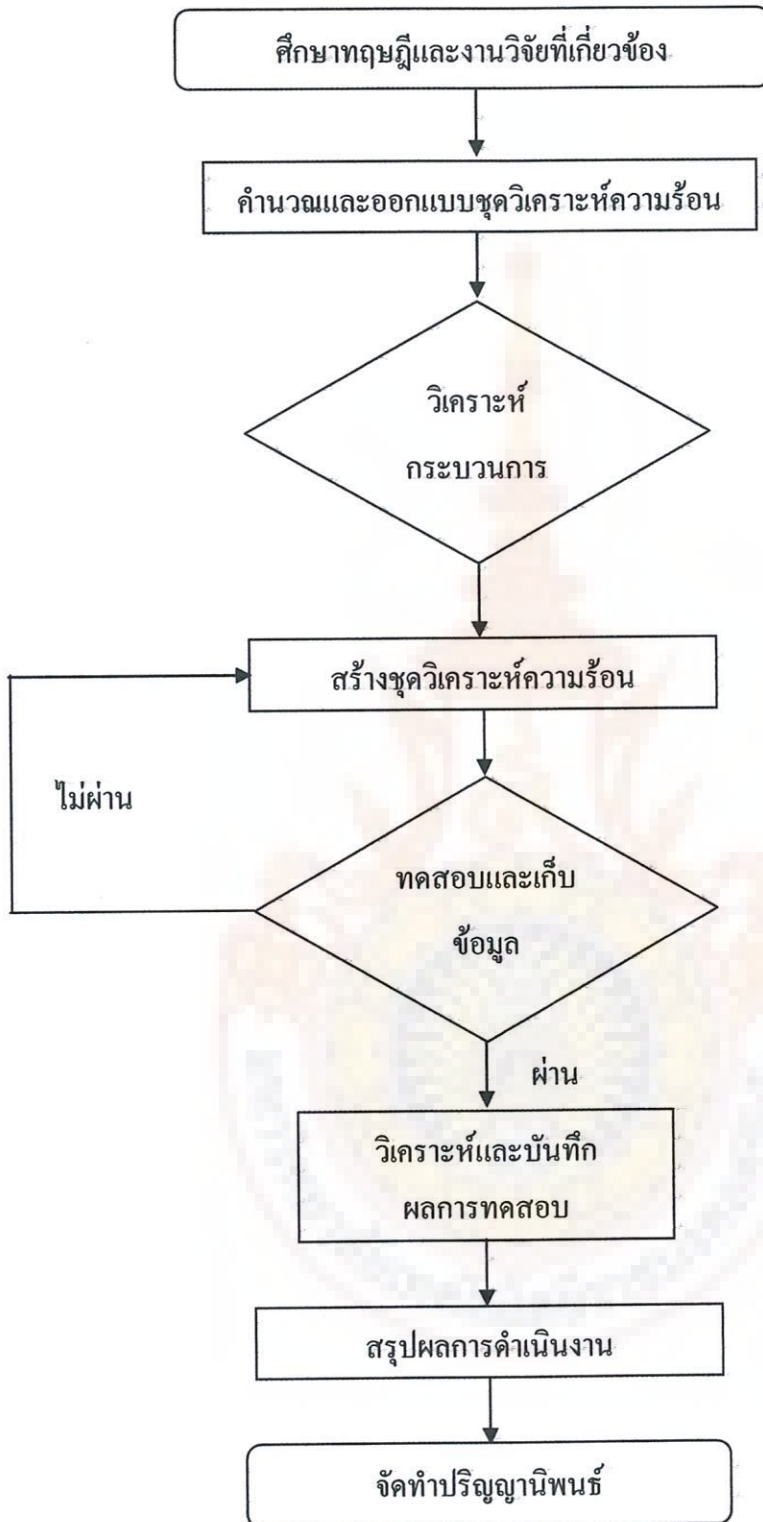 ศึกษาทฤษฎีและงานวิจัยที่เกี่ยวข้อง
คำนวณและออกแบบชุดวิเคราะห์ความร้อน
วิเคราะห์
กระบวนการ
สร้างชุดวิเคราะห์ความร้อน
ไม่ผ่าน
ทดสอบและเก็บ
ข้อมูล
ผ่าน
วิเคราะห์และบันทึก
ผลการทดสอบ
สรุปผลการดำเนินงาน
จัดทำปริญญานิพนธ์